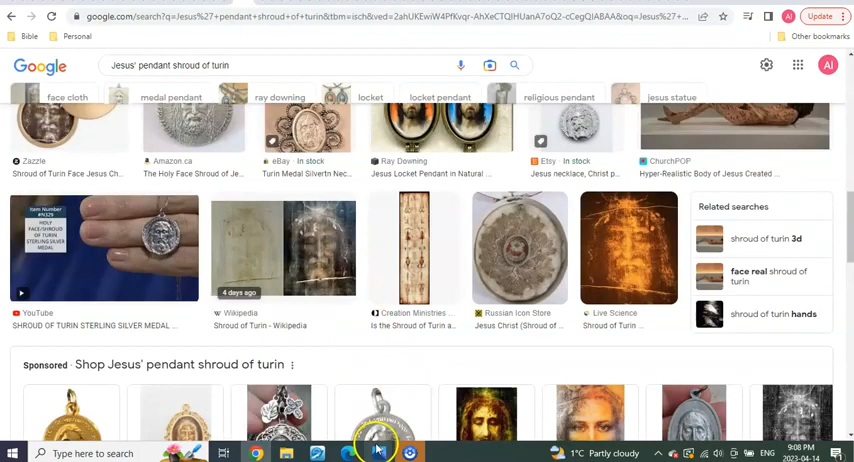 google.com/search?q=Jesus%27+pendant+shroud+of+turin&tbm=isch&ved=2ahUKEwiW4PfKvqr-AhXeCTQIHUanA7oQ2-cCegQIABAA&oq=Jesus%27+...
AI
Update
Bible
Personal
Other bookmarks
Google
Jesus' pendant shroud of turin
AI
face cloth
medal pendant
ray downing
locket
locket pendant
religious pendant
jesus statue
Zazzle
Amazon.ca
eBay · In stock
Ray Downing
Etsy · In stock
ChurchPOP
Shroud of Turin Face Jesus Ch...
The Holy Face Shroud of Je...
Turin Medal Silvertn Nec...
Jesus Locket Pendant in Natural ...
Jesus necklace, Christ p...
Hyper-Realistic Body of Jesus Created ...
Item Number
#N329
HOLY
FACE/SHROUD
OF TURIN
STERLING SILVER
MEDAL
4 days ago
Related searches
shroud of turin 3d
face real shroud of
turin
shroud of turin hands
YouTube
Wikipedia
Creation Ministries ...
Russian Icon Store
Live Science
SHROUD OF TURIN STERLING SILVER MEDAL ...
Shroud of Turin - Wikipedia
Is the Shroud of Turin a...
Jesus Christ (Shroud of ...
Shroud of Turin ...
Sponsored · Shop Jesus' pendant shroud of turin
Type here to search
1°C Partly cloudy
ENG
9:08 PM
2023-04-14